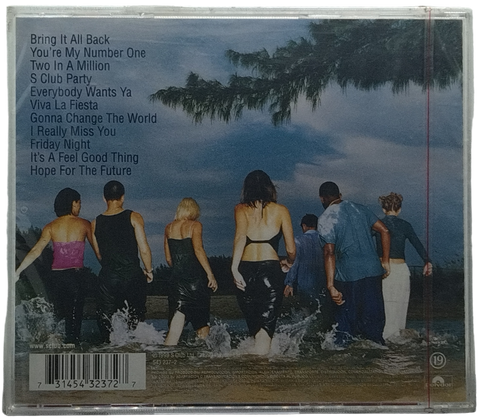 Bring It All Back
You're My Number One
Two In A Million
S Club Party
Everybody Wants Ya
Viva La Fiesta
Gonna Change The World
I Really Miss You
Friday Night
It's A Feel Good Thing
Hope For The Future
19
7 31454 32372 7